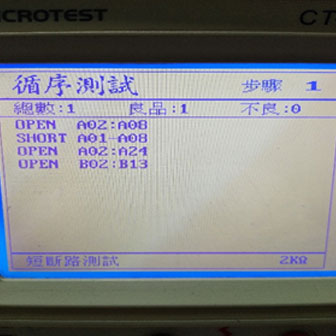 CROTEST CT
循序測試 步驟 1
總數:1 良品:1 不良:0
OPEN A02:A08
SHORT A01-A08
OPEN A02:A24
OPEN B02:B13
短斷路測試 2KΩ